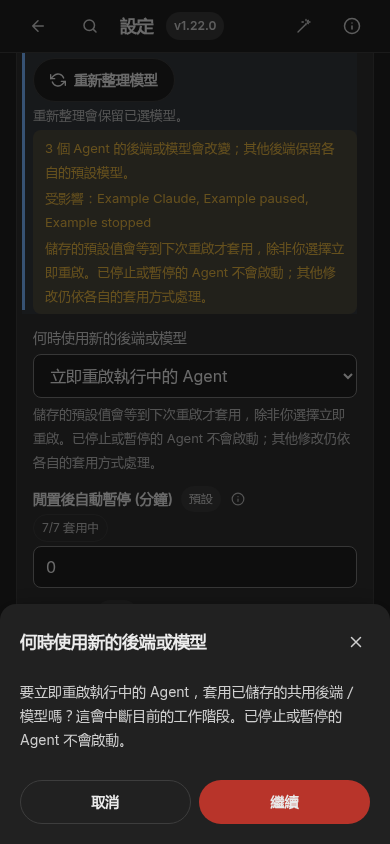 設定 v1.22.0
重新整理模型
重新整理會保留已選模型。
3 個 Agent 的後端或模型會改變；其他後端保留各
自的預設模型。
受影響：Example Claude, Example paused,
Example stopped
儲存的預設值會等到下次重啟才套用，除非你選擇立
即重啟。已停止或暫停的 Agent 不會啟動；其他修
改仍依各自的套用方式處理。
何時使用新的後端或模型
立即重啟執行中的 Agent
儲存的預設值會等到下次重啟才套用，除非你選擇立即
重啟。已停止或暫停的 Agent 不會啟動；其他修改仍依
各自的套用方式處理。
閒置後自動暫停 (分鐘) 預設
7/7 套用中
0
何時使用新的後端或模型
要立即重啟執行中的 Agent，套用已儲存的共用後端 /
模型嗎？這會中斷目前的工作階段。已停止或暫停的
Agent 不會啟動。
取消 繼續